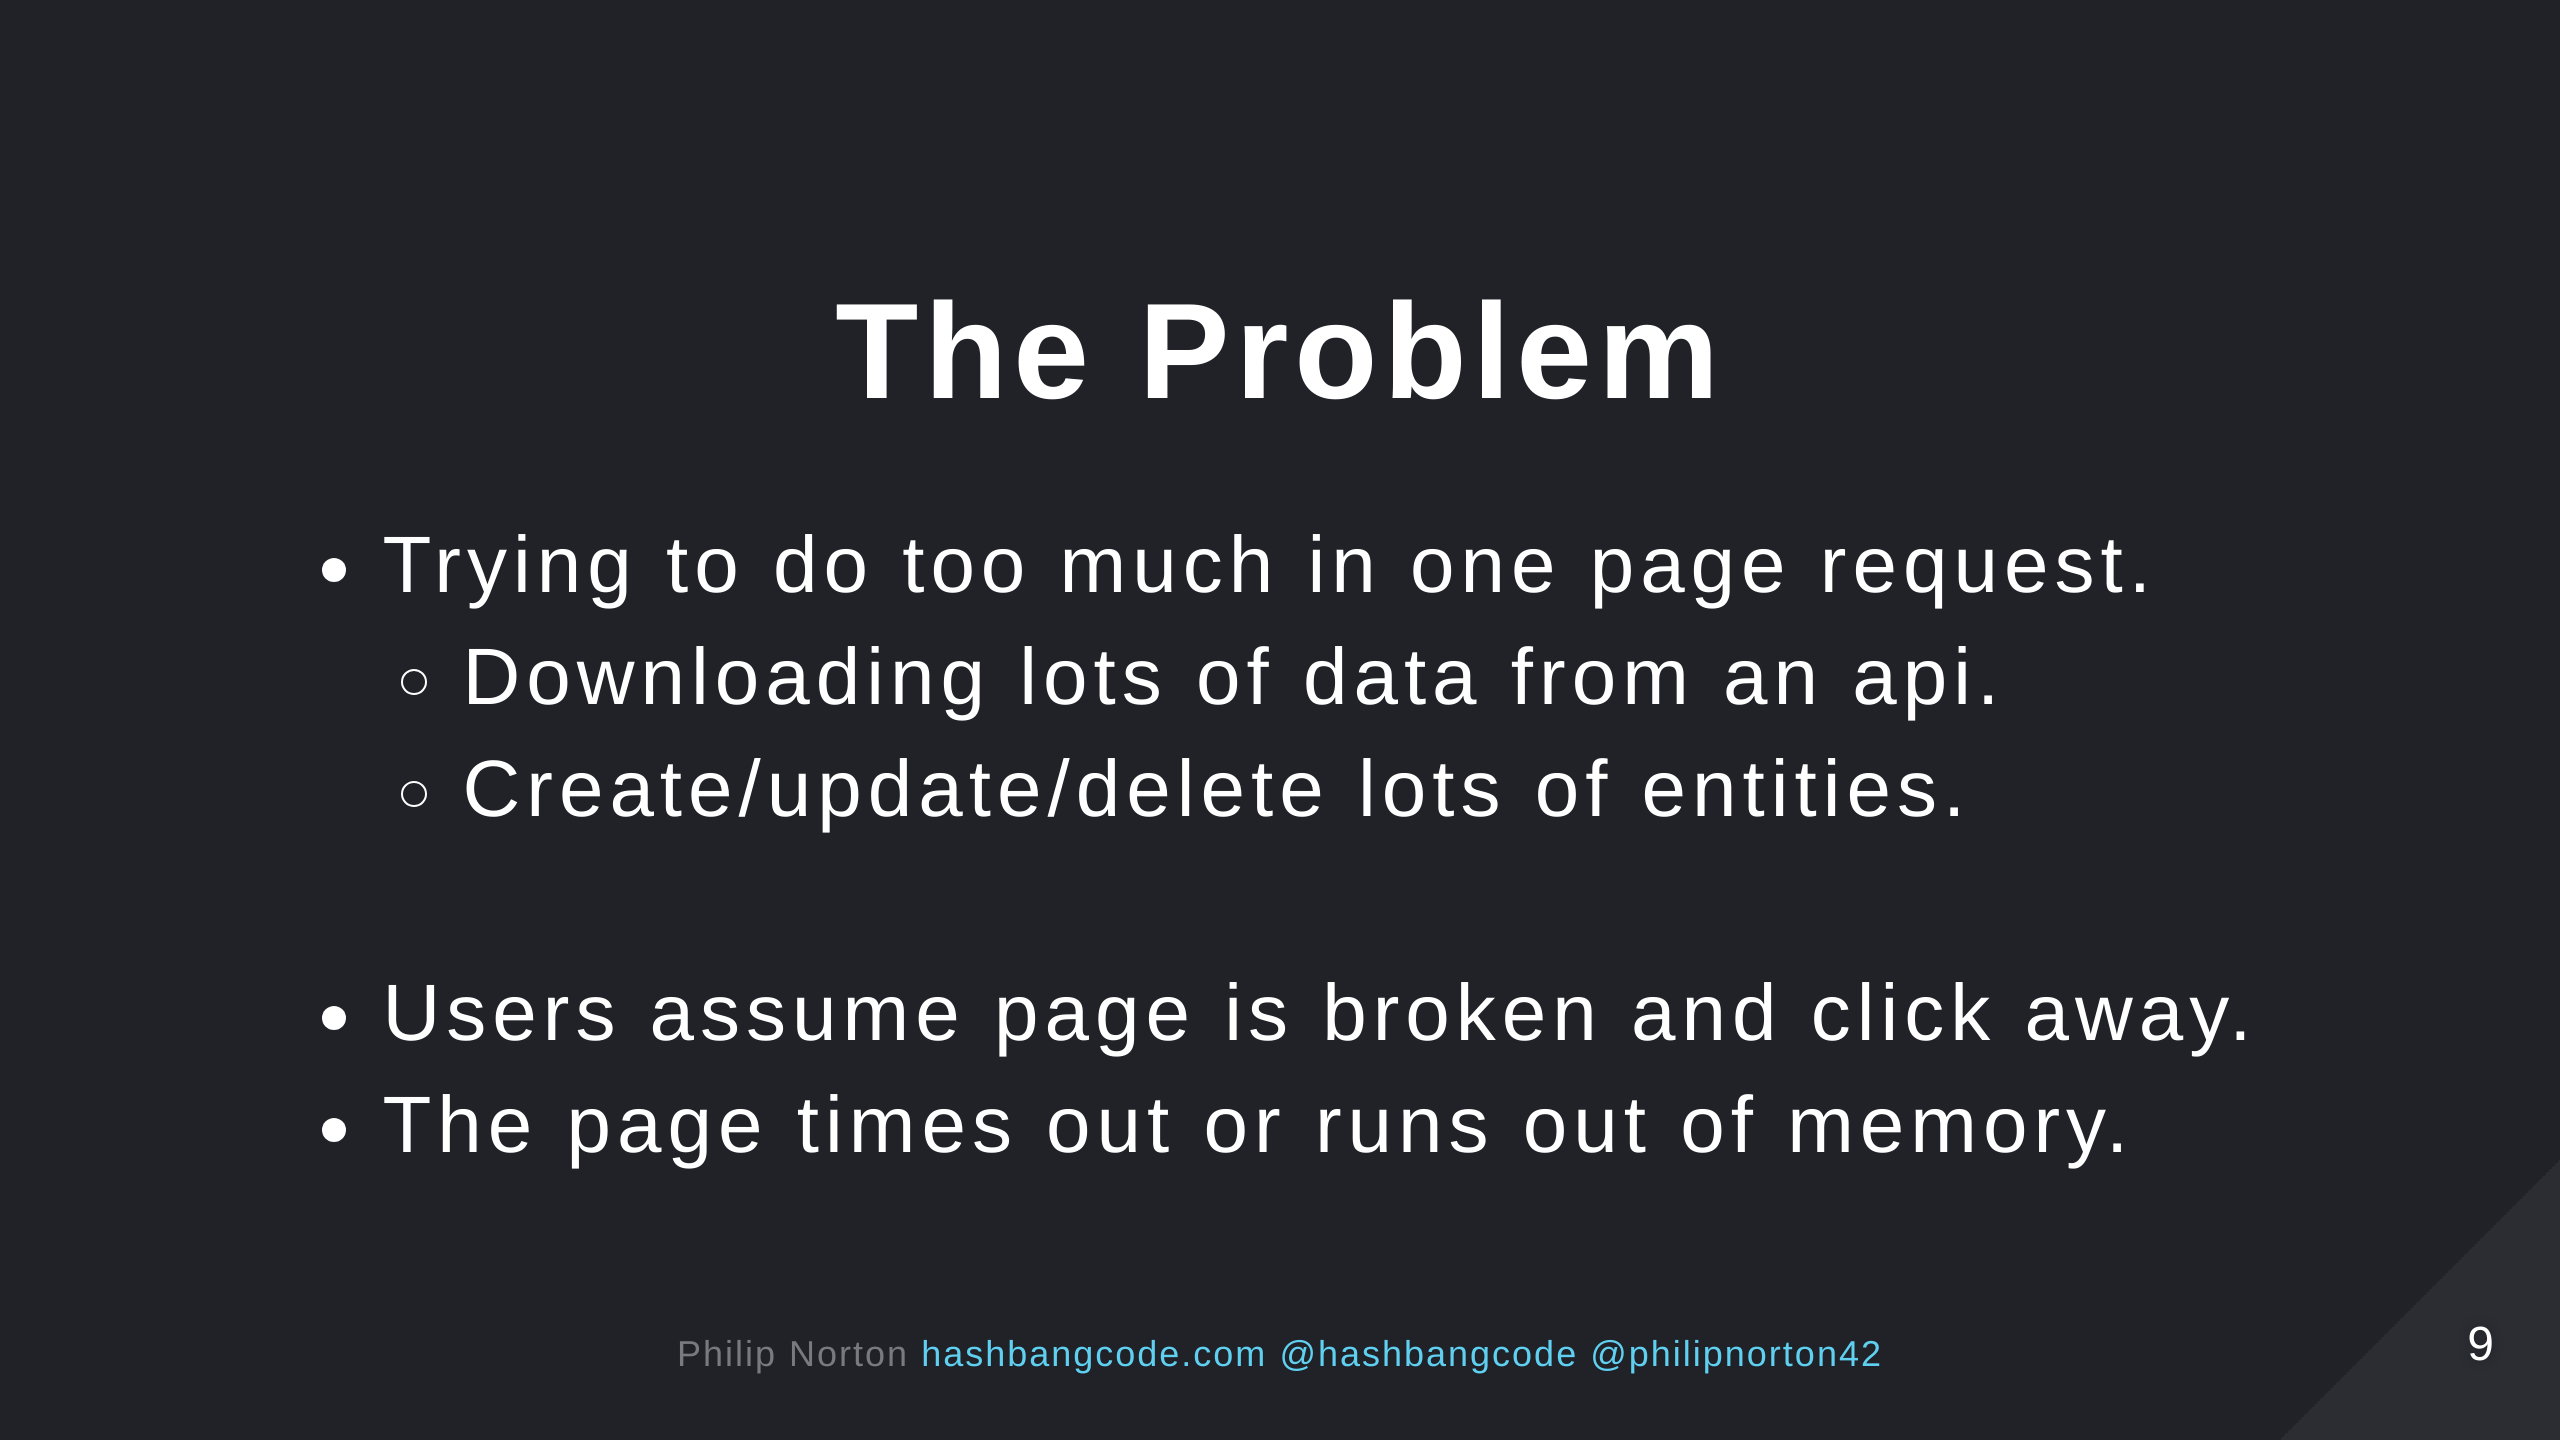 The Problem
Trying to do too much in one page request.
Downloading lots of data from an api.
Create/update/delete lots of entities.
Users assume page is broken and click away.
The page times out or runs out of memory.
Philip Norton hashbangcode.com @hashbangcode @philipnorton42
9